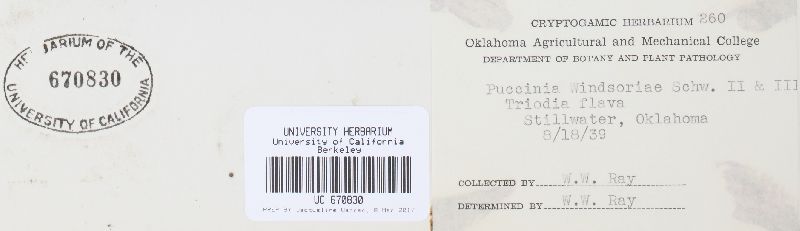 HERBARIUM OF THE
670830
UNIVERSITY OF CALIFORNIA
UNIVERSITY HERBARIUM
University of California
Berkeley
UC 670830
CRYPTOGAMIC HERBARIUM 260
Oklahoma Agricultural and Mechanical College
DEPARTMENT OF BOTANY AND PLANT PATHOLOGY
Puccinia Windsoriae Schw. II & III
Triodia flava
Stillwater, Oklahoma
8/18/39
COLLECTED BY W.W. Ray
DETERMINED BY W.W. Ray